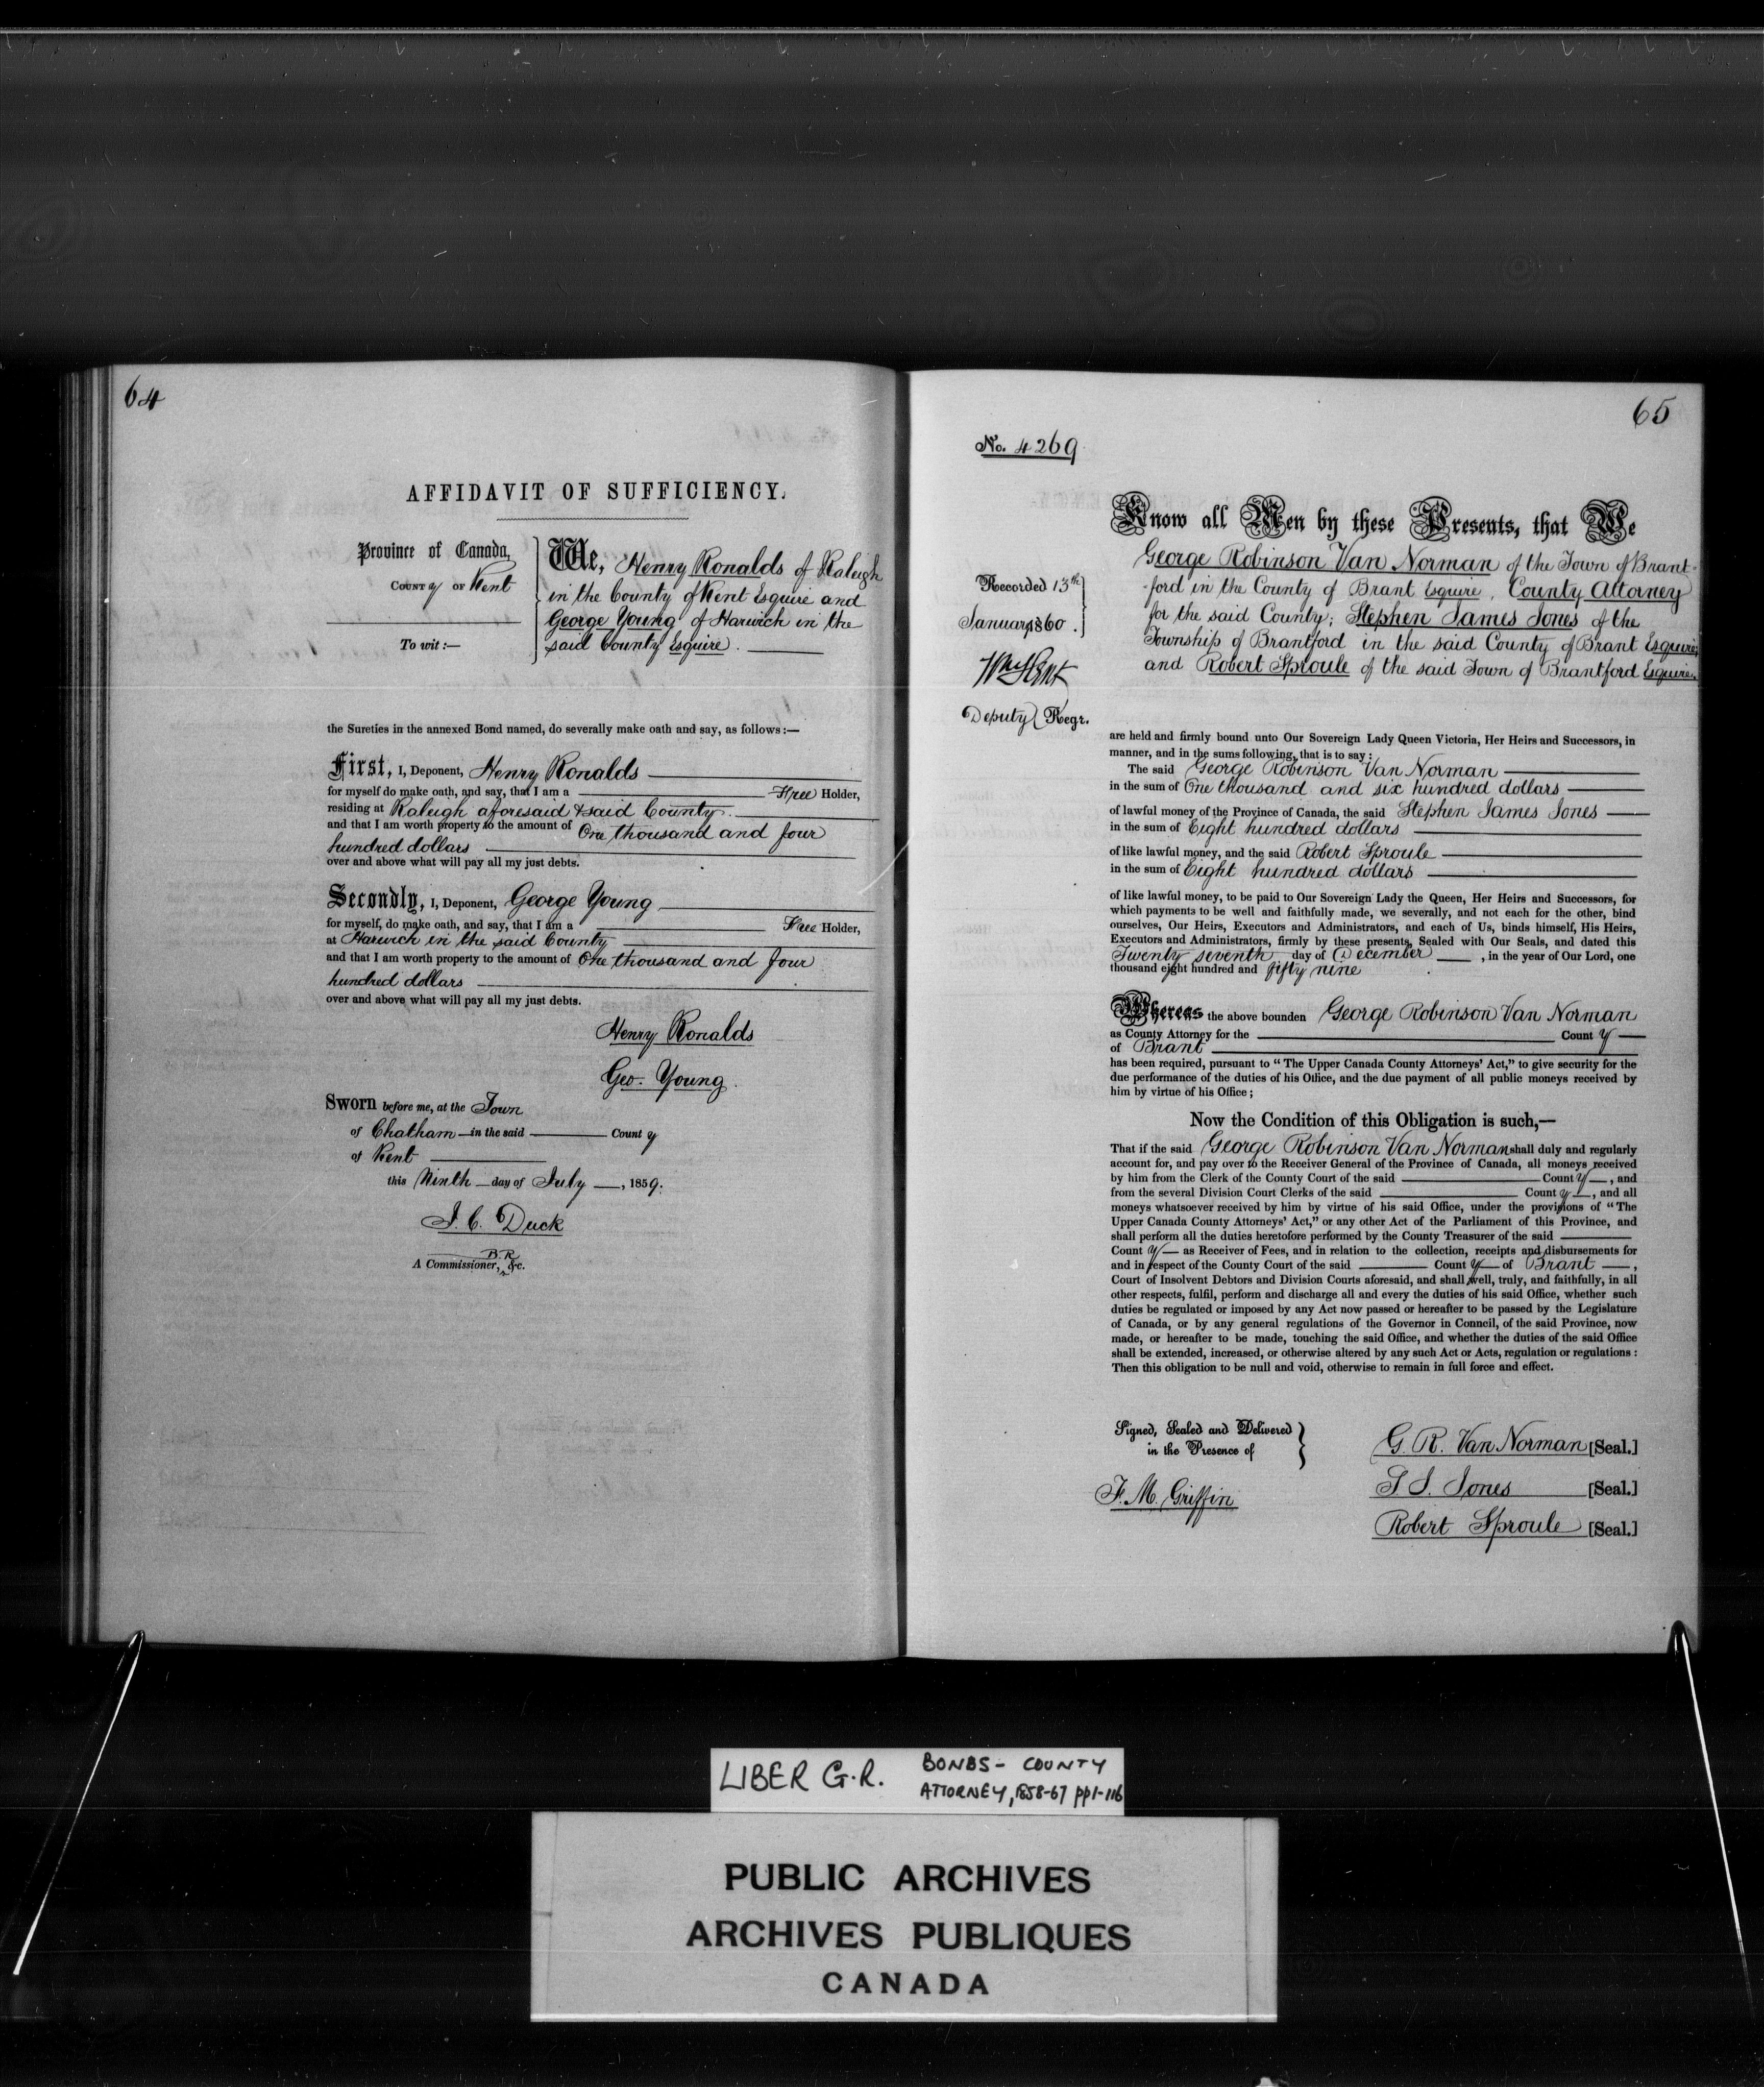 64
AFFIDAVIT OF SUFFICIENCY.
Province of Canada,
County of Kent
To wit:—
We, Henry Ronalds of Raleigh
in the County of Kent Esquire and
George Young of Harwich in the
said County Esquire.
the Sureties in the annexed Bond named, do severally make oath and say, as follows:—
First, I, Deponent, Henry Ronalds
for myself do make oath, and say, that I am a Free Holder,
residing at Raleigh aforesaid & said County.
and that I am worth property to the amount of One thousand and four
hundred dollars
over and above what will pay all my just debts.
Secondly, I, Deponent, George Young
for myself, do make oath, and say, that I am a Free Holder,
at Harwich in the said County
and that I am worth property to the amount of One thousand and four
hundred dollars
over and above what will pay all my just debts.
Henry Ronalds
Geo. Young.
Sworn before me, at the Town
of Chatham in the said County
of Kent
this Ninth day of July, 1859.
J. C. Duck
B.R.
A Commissioner, &c.
65
No. 4269
Recorded 13th
January 1860.
Deputy Regr.
Know all Men by these Presents, that We
George Robinson Van Norman of the Town of Brant-
-ford in the County of Brant Esquire, County Attorney
for the said County; Stephen James Jones of the
Township of Brantford in the said County of Brant Esquire;
and Robert Sproule of the said Town of Brantford Esquire.
are held and firmly bound unto Our Sovereign Lady Queen Victoria, Her Heirs and Successors, in
manner, and in the sums following, that is to say:
The said George Robinson Van Norman
in the sum of One thousand and six hundred dollars
of lawful money of the Province of Canada, the said Stephen James Jones
in the sum of Eight hundred dollars
of like lawful money, and the said Robert Sproule
in the sum of Eight hundred dollars
of like lawful money, to be paid to Our Sovereign Lady the Queen, Her Heirs and Successors, for
which payments to be well and faithfully made, we severally, and not each for the other, bind
ourselves, Our Heirs, Executors and Administrators, and each of Us, binds himself, His Heirs,
Executors and Administrators, firmly by these presents, Sealed with Our Seals, and dated this
Twenty seventh day of December, in the year of Our Lord, one
thousand eight hundred and fifty nine
Whereas the above bounden George Robinson Van Norman
as County Attorney for the County
of Brant
has been required, pursuant to "The Upper Canada County Attorneys' Act," to give security for the
due performance of the duties of his Office, and the due payment of all public moneys received by
him by virtue of his Office;
Now the Condition of this Obligation is such,—
That if the said George Robinson Van Norman shall duly and regularly
account for, and pay over to the Receiver General of the Province of Canada, all moneys received
by him from the Clerk of the County Court of the said County, and
from the several Division Court Clerks of the said County, and all
moneys whatsoever received by him by virtue of his said Office, under the provisions of "The
Upper Canada County Attorneys' Act," or any other Act of the Parliament of this Province, and
shall perform all the duties heretofore performed by the County Treasurer of the said
County as Receiver of Fees, and in relation to the collection, receipts and disbursements for
and in respect of the County Court of the said County of Brant,
Court of Insolvent Debtors and Division Courts aforesaid, and shall well, truly, and faithfully, in all
other respects, fulfil, perform and discharge all and every the duties of his said Office, whether such
duties be regulated or imposed by any Act now passed or hereafter to be passed by the Legislature
of Canada, or by any general regulations of the Governor in Council, of the said Province, now
made, or hereafter to be made, touching the said Office, and whether the duties of the said Office
shall be extended, increased, or otherwise altered by any such Act or Acts, regulation or regulations:
Then this obligation to be null and void, otherwise to remain in full force and effect.
Signed, Sealed and Delivered
in the Presence of
F. M. Griffin
G. R. Van Norman [Seal.]
S J. Jones [Seal.]
Robert Sproule [Seal.]
LIBER G.R. BONDS - COUNTY
ATTORNEY, 1858-67 pp1-116
PUBLIC ARCHIVES
ARCHIVES PUBLIQUES
CANADA